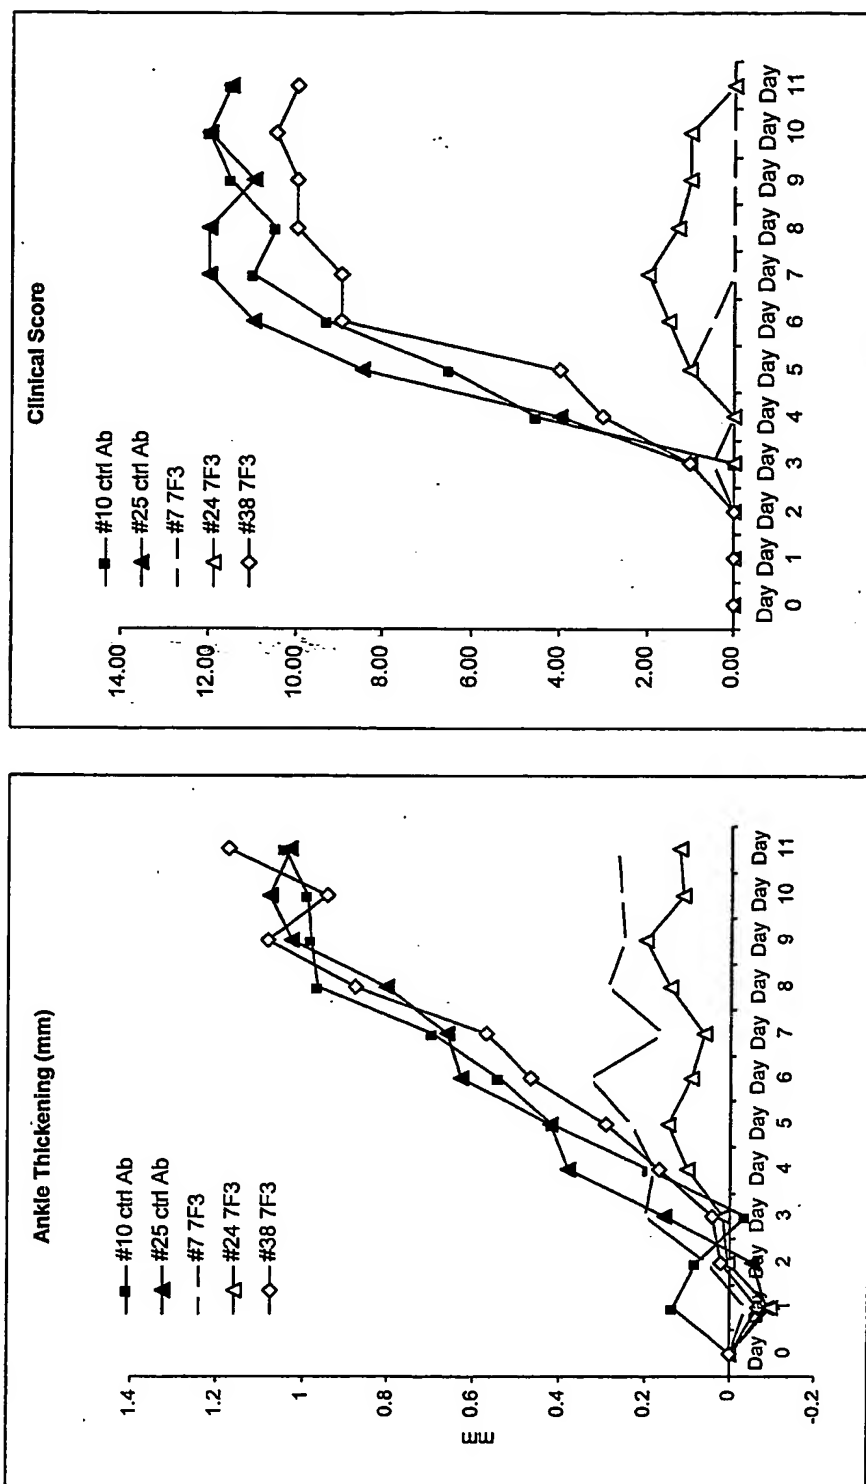 Ankle Thickening (mm)
#10 ctrl Ab
#25 ctrl Ab
#7 7F3
#24 7F3
#38 7F3
1.4
1.2
1
0.8
0.6
0.4
0.2
0
-0.2
mm
Day Day Day Day Day Day Day Day Day Day Day Day
0 1 2 3 4 5 6 7 8 9 10 11
Clinical Score
#10 ctrl Ab
#25 ctrl Ab
#7 7F3
#24 7F3
#38 7F3
14.00
12.00
10.00
8.00
6.00
4.00
2.00
0.00
Day Day Day Day Day Day Day Day Day Day Day Day
0 1 2 3 4 5 6 7 8 9 10 11